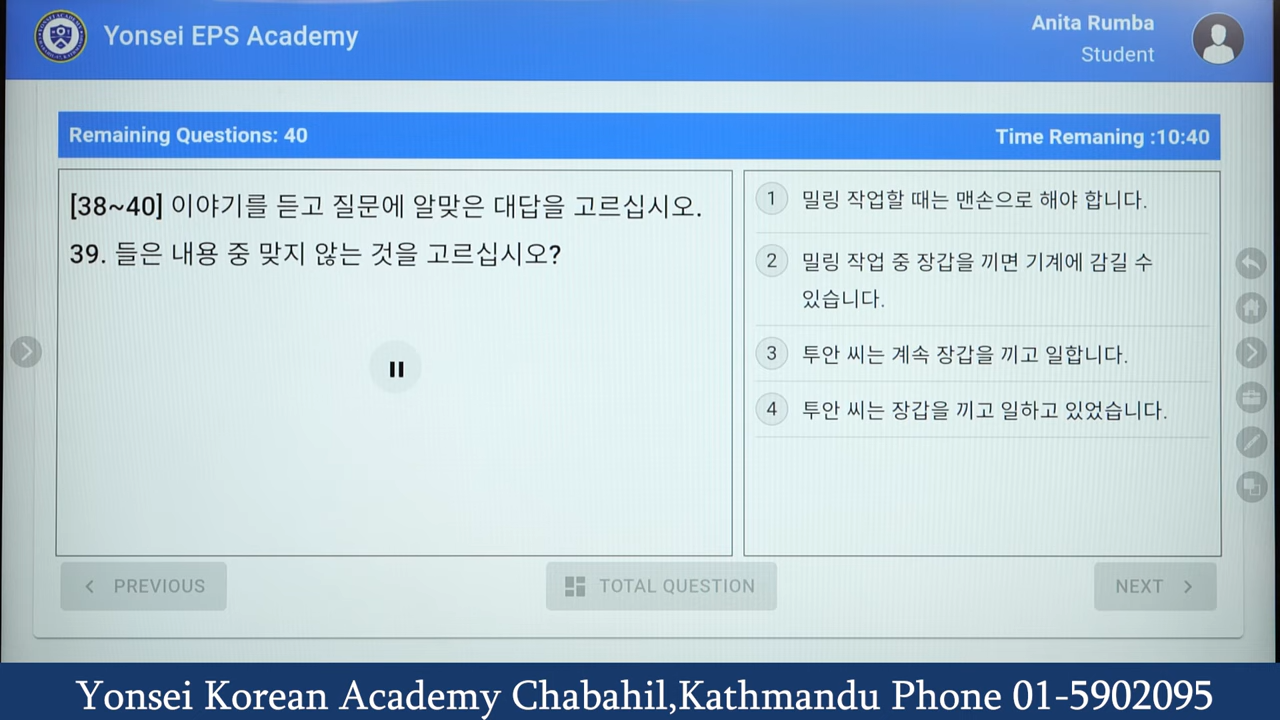 Yonsei EPS Academy
Anita Rumba
Student
Remaining Questions: 40
Time Remaning :10:40
[38~40] 이야기를 듣고 질문에 알맞은 대답을 고르십시오.
39. 들은 내용 중 맞지 않는 것을 고르십시오?
1 밀링 작업할 때는 맨손으로 해야 합니다.
2 밀링 작업 중 장갑을 끼면 기계에 감길 수
있습니다.
3 투안 씨는 계속 장갑을 끼고 일합니다.
4 투안 씨는 장갑을 끼고 일하고 있었습니다.
PREVIOUS
TOTAL QUESTION
NEXT
Yonsei Korean Academy Chabahil,Kathmandu Phone 01-5902095